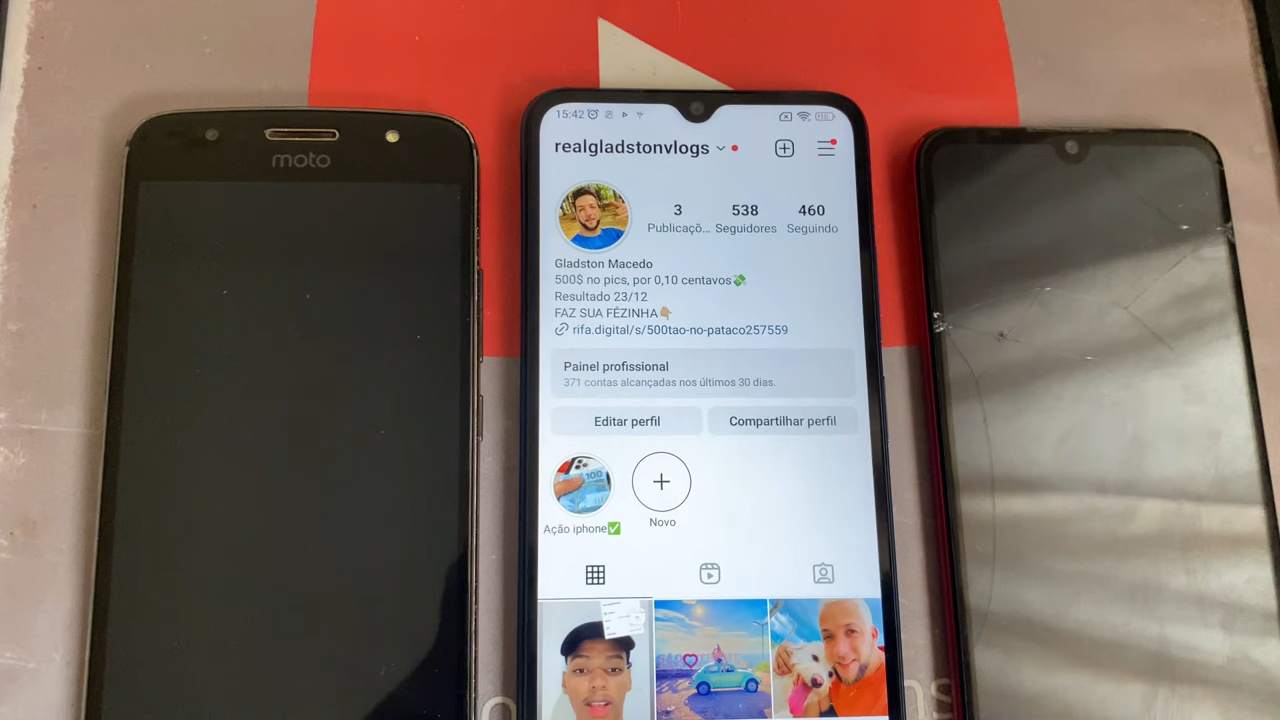 moto
15:42
realgladstonvlogs
3 538 460
Publicaçõ... Seguidores Seguindo
Gladston Macedo
500$ no pics, por 0,10 centavos💸
Resultado 23/12
FAZ SUA FÉZINHA👇🏼
rifa.digital/s/500tao-no-pataco257559
Painel profissional
371 contas alcançadas nos últimos 30 dias.
Editar perfil Compartilhar perfil
100
Ação iphone✅ Novo